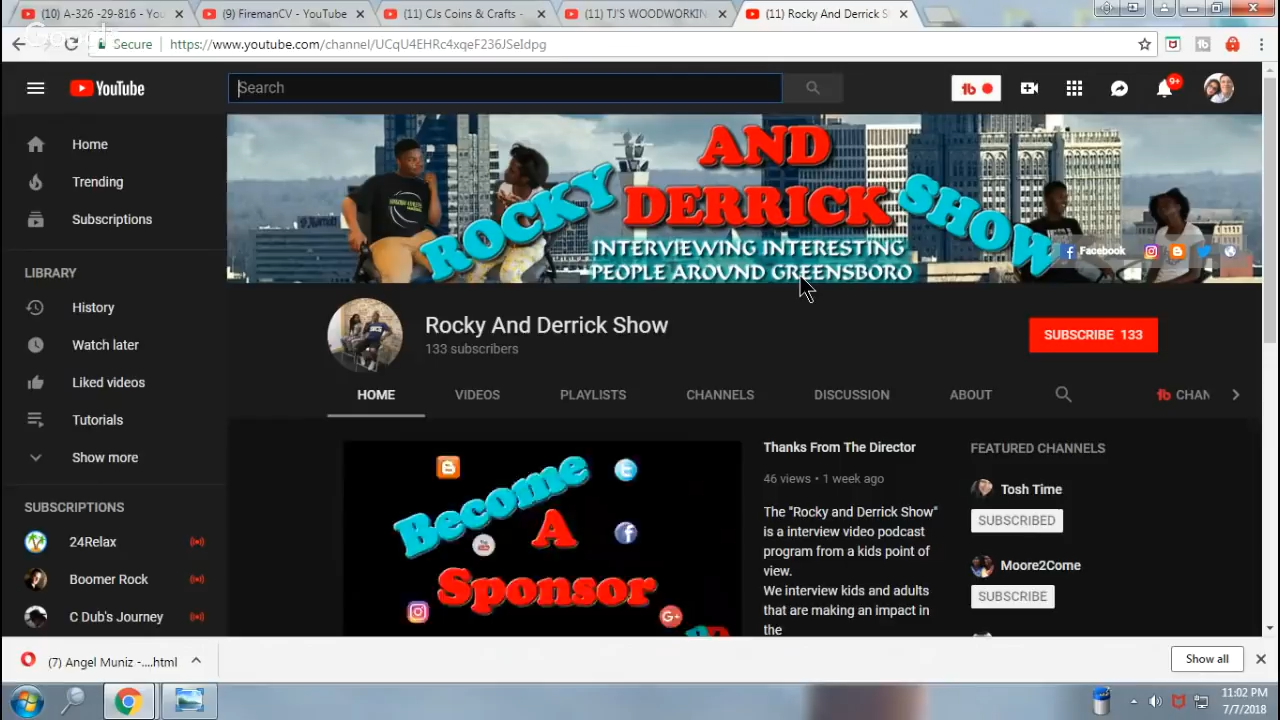 (10) A-326 -29-816 - You
(9) FiremanCV - YouTube
(11) CJs Coins & Crafts -
(11) TJ'S WOODWORKIN
(11) Rocky And Derrick S
Secure https://www.youtube.com/channel/UCqU4EHRc4xqeF236JSeIdpg
YouTube
Search
9+
Home
Trending
Subscriptions
LIBRARY
History
Watch later
Liked videos
Tutorials
Show more
SUBSCRIPTIONS
24Relax
Boomer Rock
C Dub's Journey
ROCKY AND DERRICK SHOW
INTERVIEWING INTERESTING
PEOPLE AROUND GREENSBORO
Facebook
Rocky And Derrick Show
133 subscribers
SUBSCRIBE 133
HOME VIDEOS PLAYLISTS CHANNELS DISCUSSION ABOUT CHAN
Become
A
Sponsor
Thanks From The Director
46 views • 1 week ago
The "Rocky and Derrick Show"
is a interview video podcast
program from a kids point of
view.
We interview kids and adults
that are making an impact in
the
FEATURED CHANNELS
Tosh Time
SUBSCRIBED
Moore2Come
SUBSCRIBE
(7) Angel Muniz -....html
Show all
11:02 PM
7/7/2018